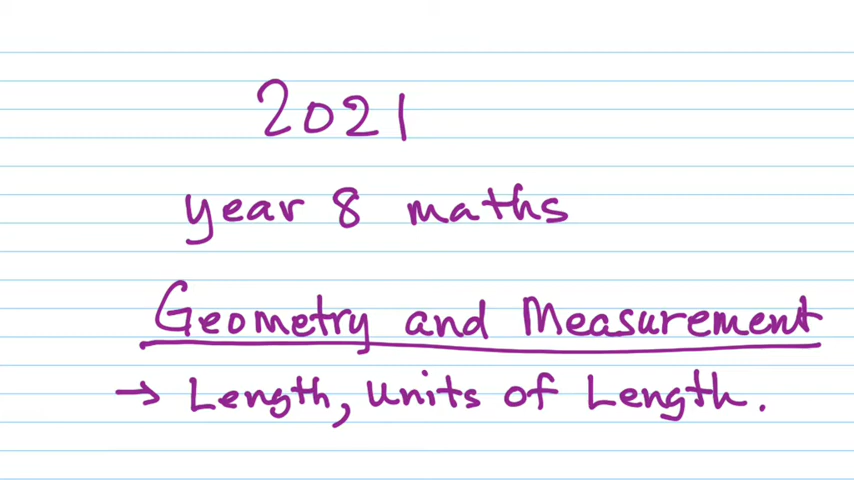 2021
year 8 maths
Geometry and Measurement
→ Length, units of Length.